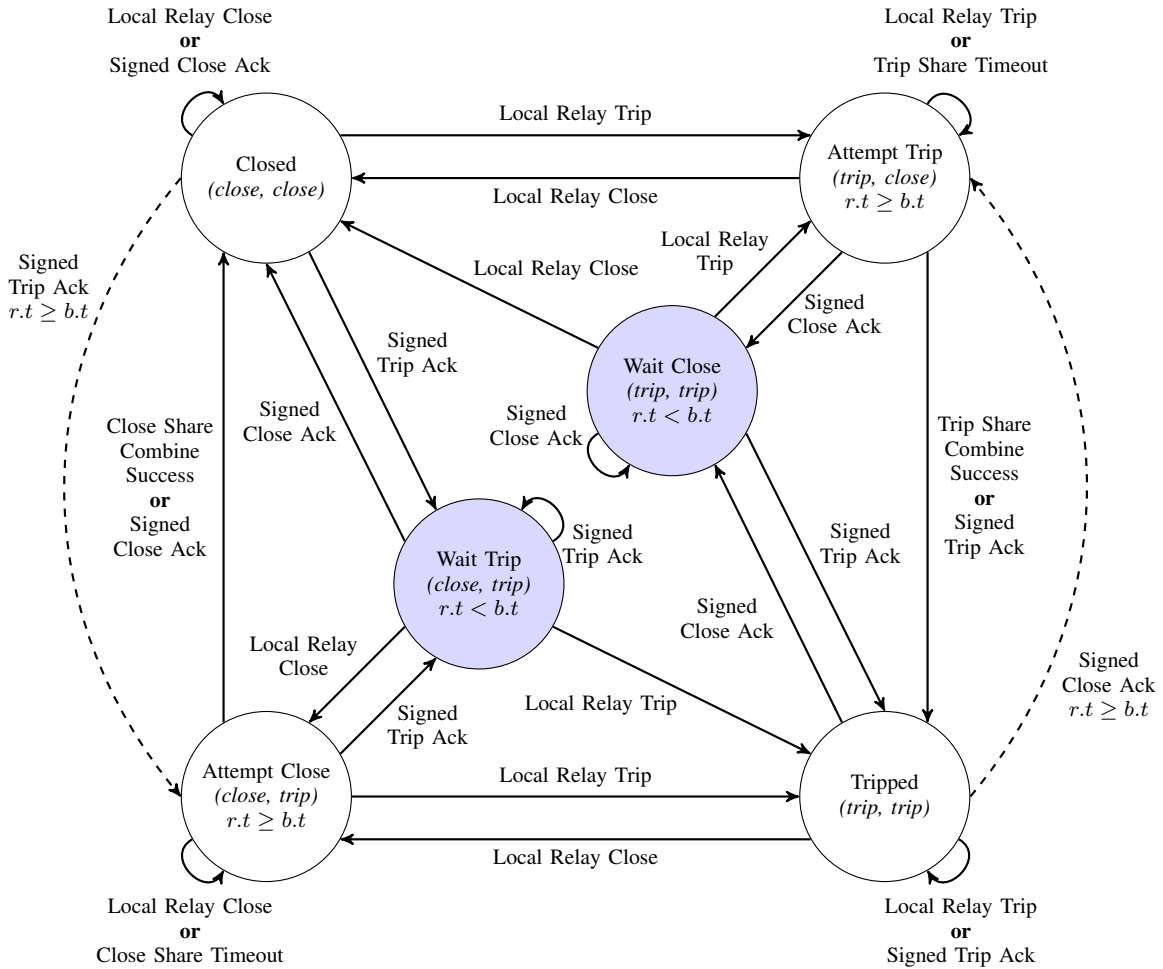 Local Relay Close
or
Signed Close Ack
Local Relay Trip
or
Trip Share Timeout
Local Relay Trip
Closed
(close, close)
Attempt Trip
(trip, close)
r.t ≥ b.t
Local Relay Close
Local Relay
Trip
Local Relay Close
Signed
Trip Ack
r.t ≥ b.t
Signed
Close Ack
Signed
Trip Ack
Wait Close
(trip, trip)
r.t < b.t
Signed
Close Ack
Signed
Close Ack
Close Share
Combine
Success
or
Signed
Close Ack
Trip Share
Combine
Success
or
Signed
Trip Ack
Wait Trip
(close, trip)
r.t < b.t
Signed
Trip Ack
Signed
Trip Ack
Signed
Close Ack
Local Relay
Close
Local Relay Trip
Signed
Close Ack
r.t ≥ b.t
Signed
Trip Ack
Attempt Close
(close, trip)
r.t ≥ b.t
Local Relay Trip
Tripped
(trip, trip)
Local Relay Close
Local Relay Close
or
Close Share Timeout
Local Relay Trip
or
Signed Trip Ack